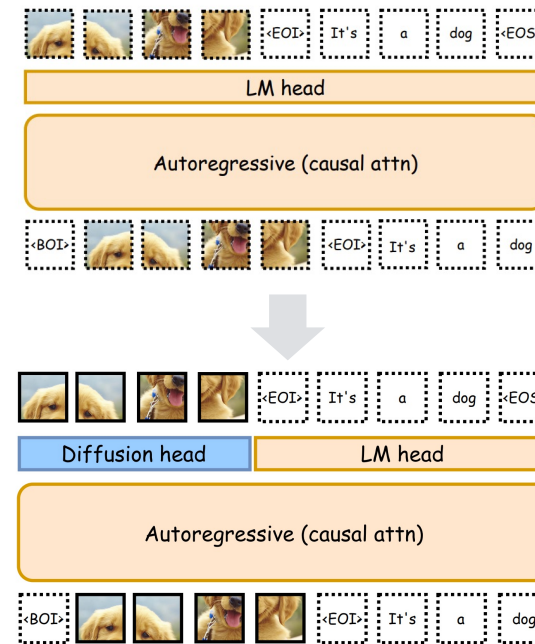 <EOI> It's a dog <EOS
LM head
Autoregressive (causal attn)
<BOI> <EOI> It's a dog
<EOI> It's a dog <EOS
Diffusion head LM head
Autoregressive (causal attn)
<BOI> <EOI> It's a dog